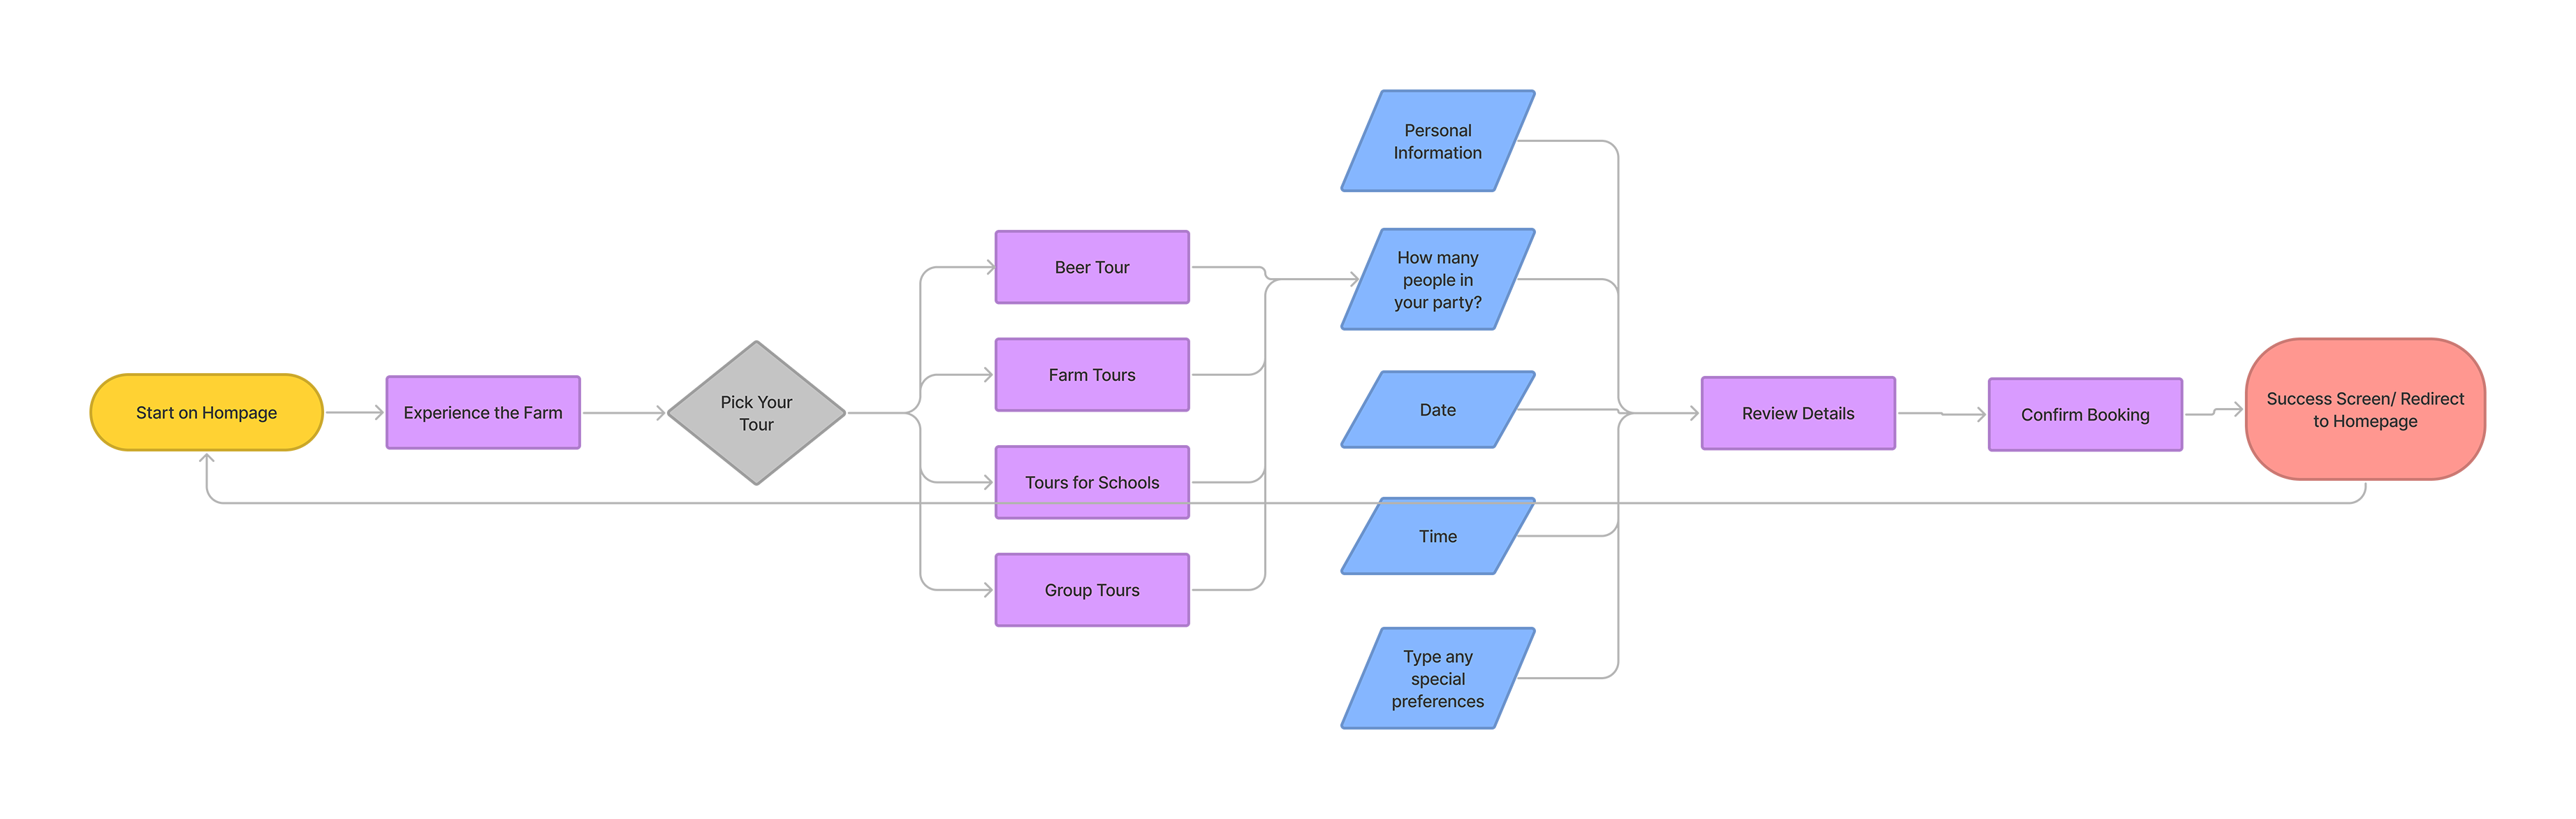 Start on Hompage
Experience the Farm
Pick Your
Tour
Beer Tour
Farm Tours
Tours for Schools
Group Tours
Personal
Information
How many
people in
your party?
Date
Time
Type any
special
preferences
Review Details
Confirm Booking
Success Screen/ Redirect
to Homepage